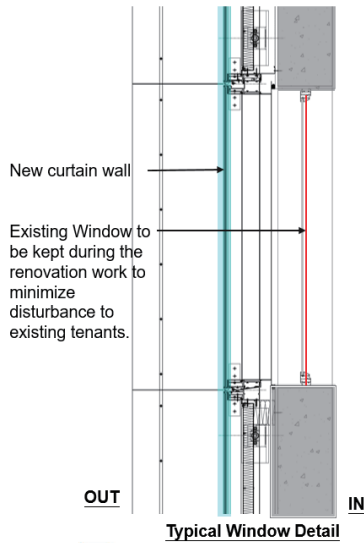 New curtain wall
Existing Window to
be kept during the
renovation work to
minimize
disturbance to
existing tenants.
OUT
IN
Typical Window Detail